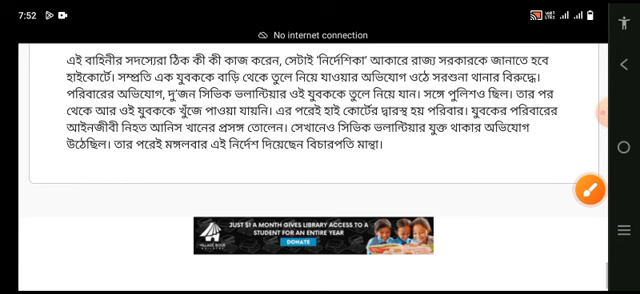 7:52
No internet connection
এই বাহিনীর সদস্যেরা ঠিক কী কী কাজ করেন, সেটাই ‘নির্দেশিকা’ আকারে রাজ্য সরকারকে জানাতে হবে
হাইকোর্টে। সম্প্রতি এক যুবককে বাড়ি থেকে তুলে নিয়ে যাওয়ার অভিযোগ ওঠে সরশুনা থানার বিরুদ্ধে।
পরিবারের অভিযোগ, দু’জন সিভিক ভলান্টিয়ার ওই যুবককে তুলে নিয়ে যান। সঙ্গে পুলিশও ছিল। তার পর
থেকে আর ওই যুবককে খুঁজে পাওয়া যায়নি। এর পরেই হাই কোর্টের দ্বারস্থ হয় পরিবার। যুবকের পরিবারের
আইনজীবী নিহত আনিস খানের প্রসঙ্গ তোলেন। সেখানেও সিভিক ভলান্টিয়ার যুক্ত থাকার অভিযোগ
উঠেছিল। তার পরেই মঙ্গলবার এই নির্দেশ দিয়েছেন বিচারপতি মান্থা।
JUST $1 A MONTH GIVES LIBRARY ACCESS TO A
STUDENT FOR AN ENTIRE YEAR
VILLAGE BOOK
BUILDERS
DONATE